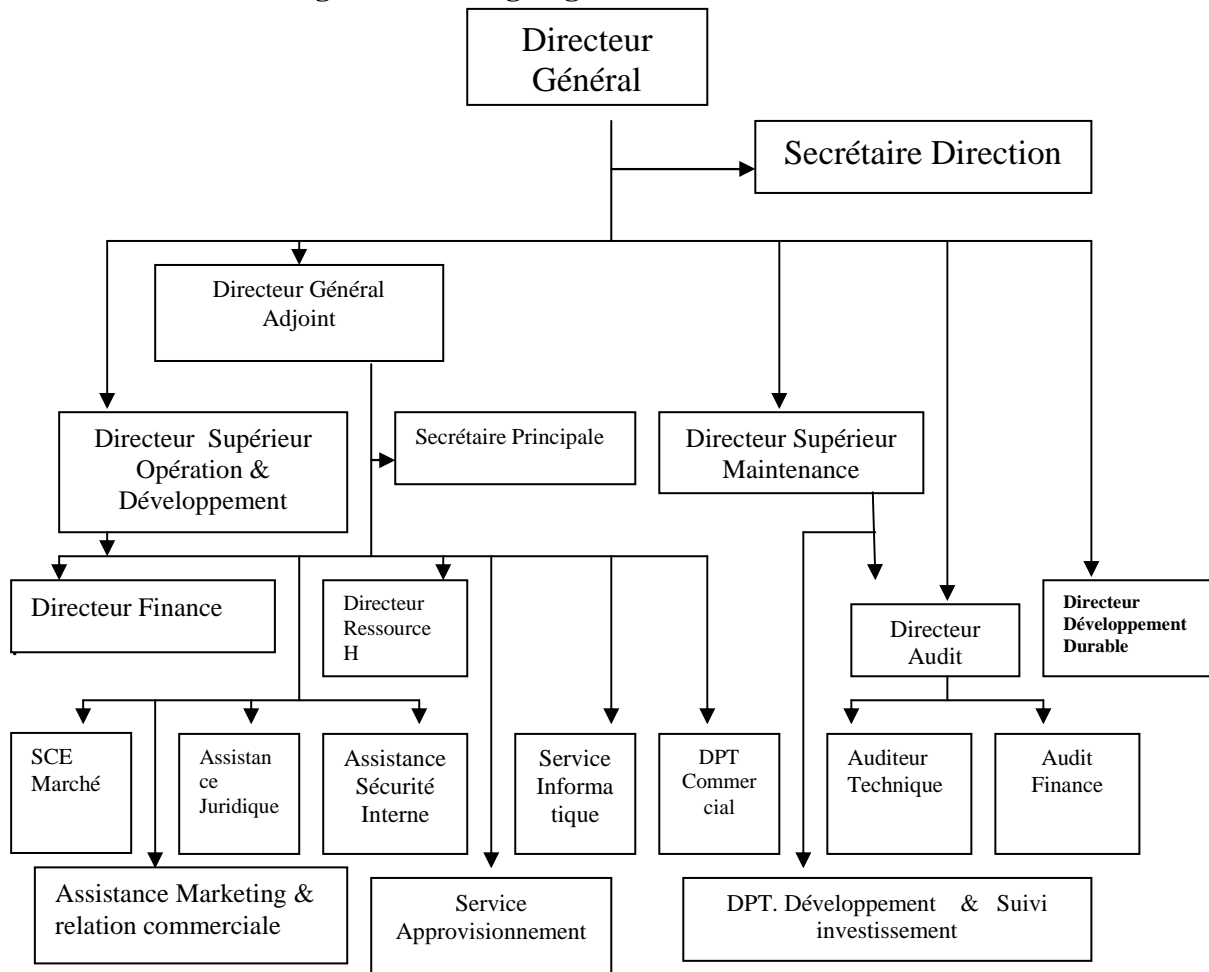 Directeur
Général
Secrétaire Direction
Directeur Général
Adjoint
Directeur Supérieur
Opération &
Développement
Secrétaire Principale
Directeur Supérieur
Maintenance
Directeur Finance
Directeur
Ressource
H
Directeur
Audit
Directeur
Développement
Durable
SCE
Marché
Assistan
ce
Juridique
Assistance
Sécurité
Interne
Service
Informa
tique
DPT
Commer
cial
Auditeur
Technique
Audit
Finance
Assistance Marketing &
relation commerciale
Service
Approvisionnement
DPT. Développement & Suivi
investissement